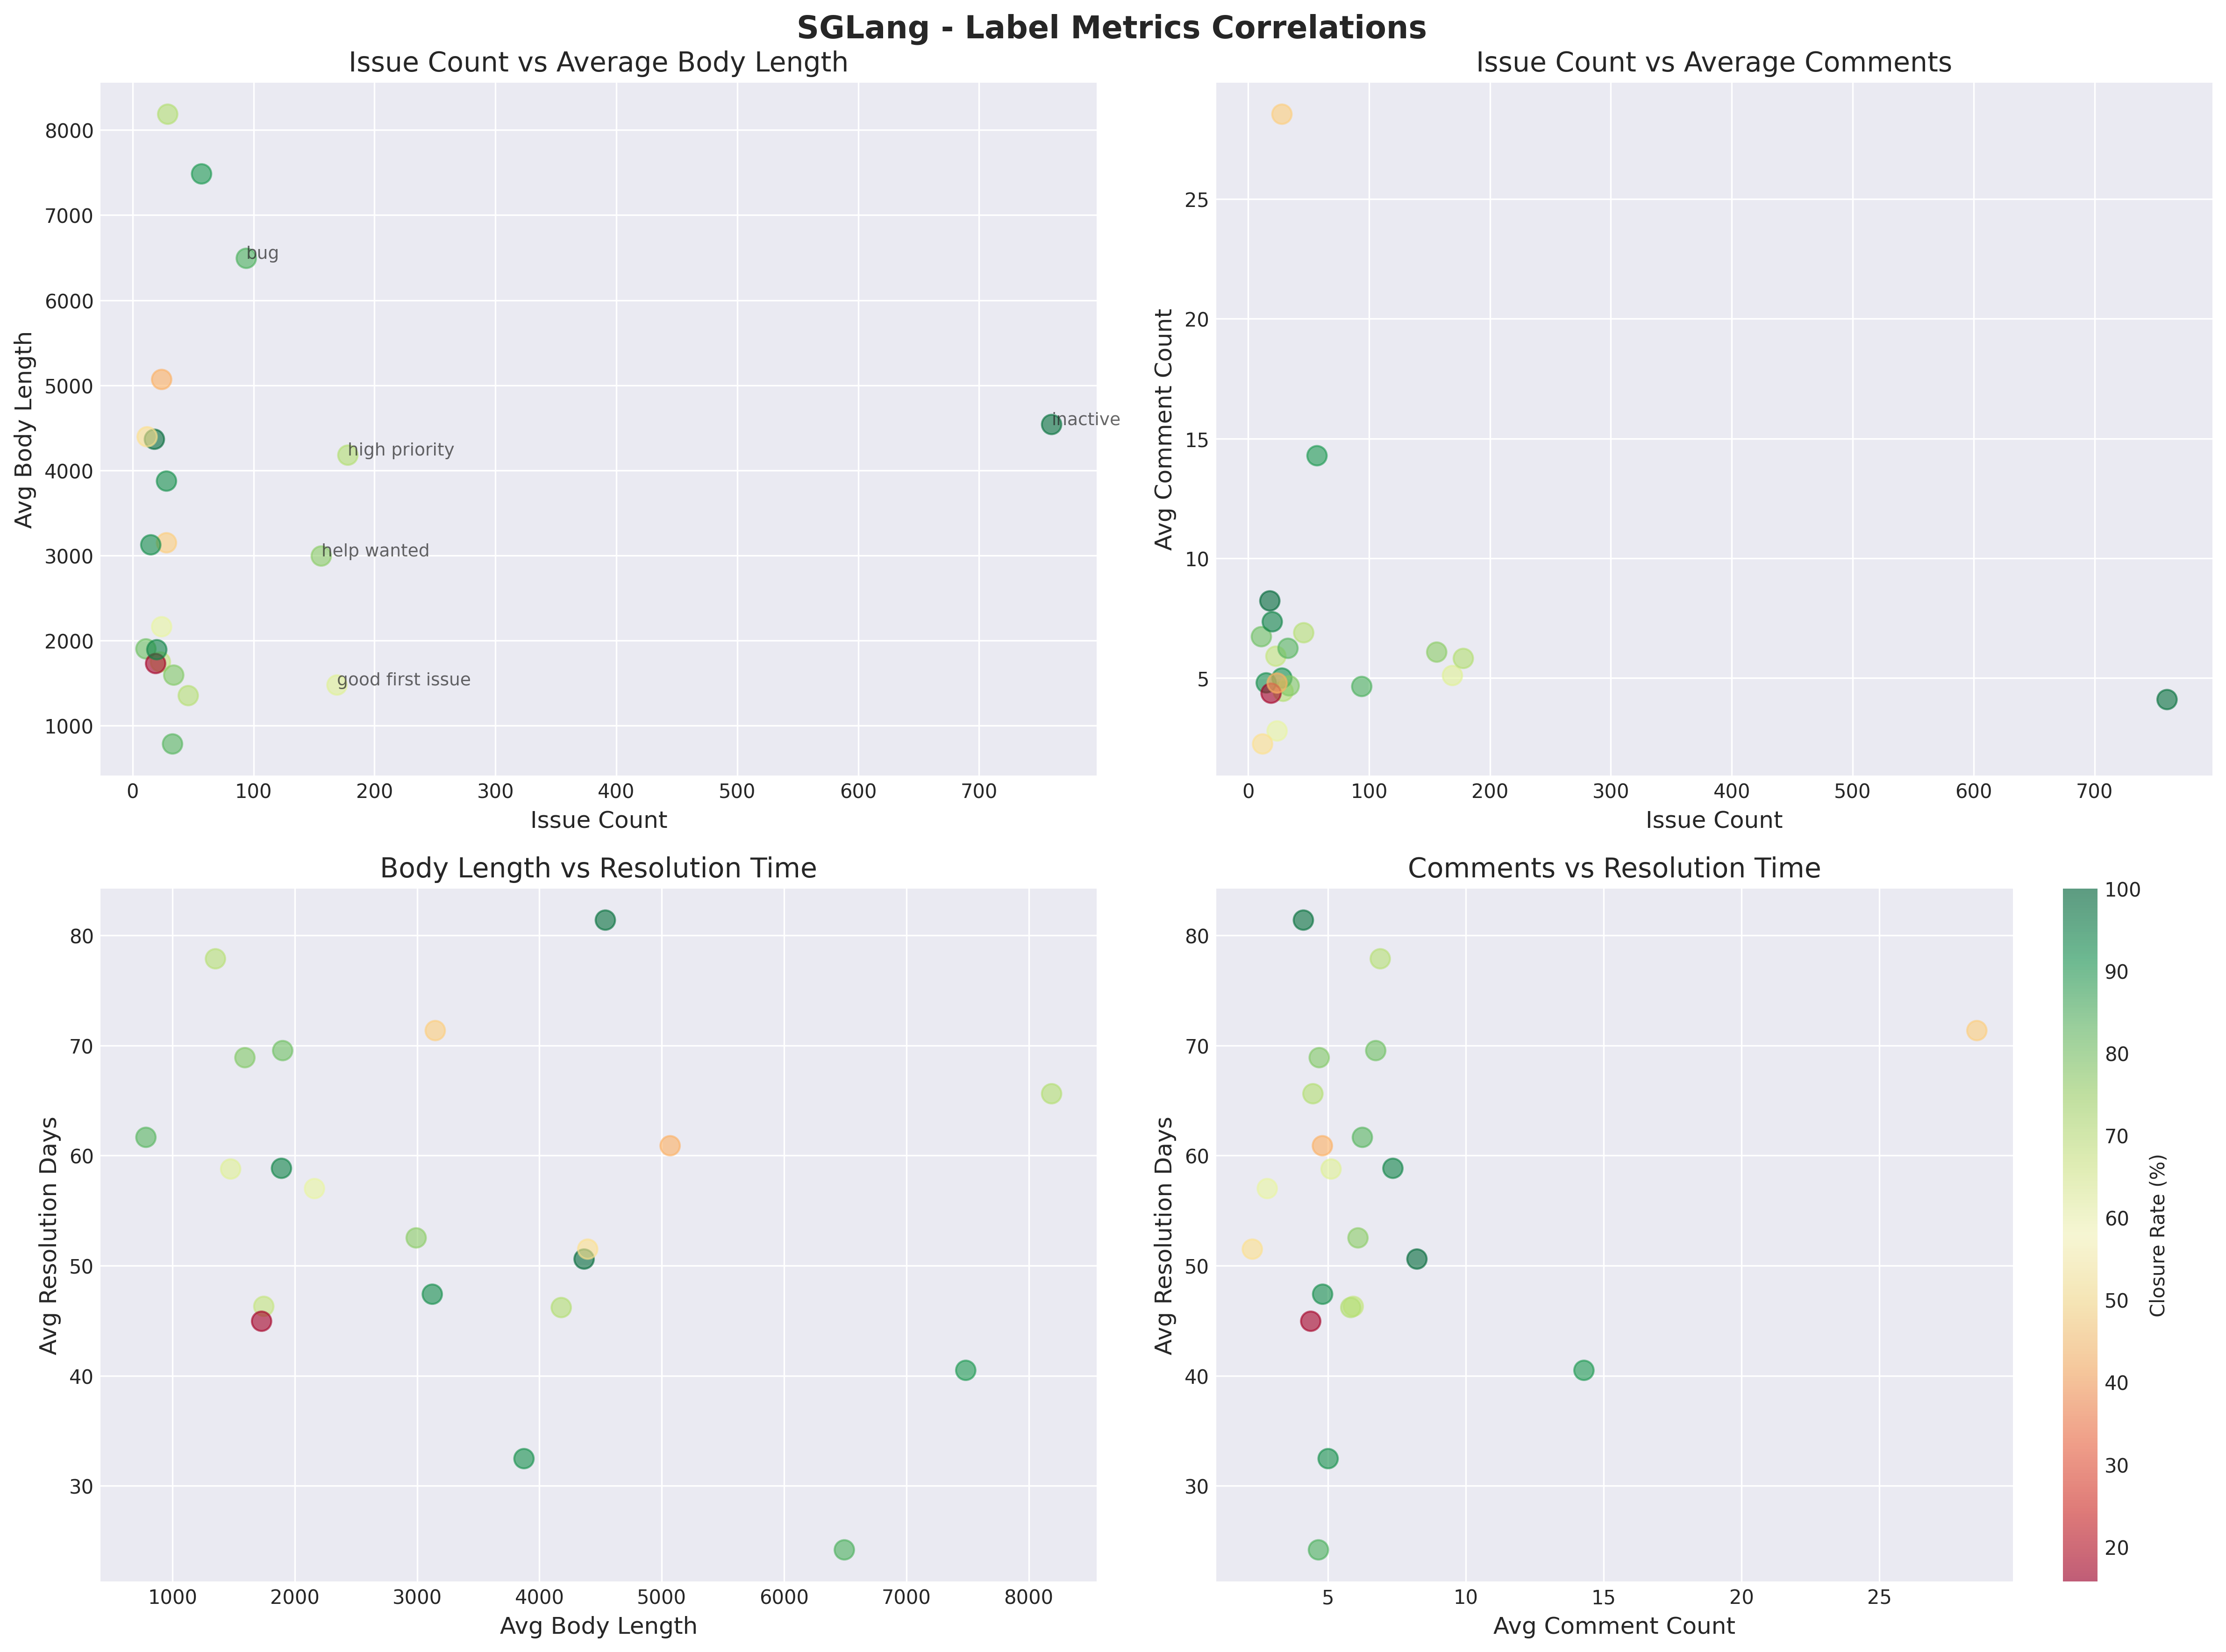 SGLang - Label Metrics Correlations
Issue Count vs Average Body Length
8000
7000
6000
5000
4000
3000
2000
1000
Avg Body Length
bug
inactive
high priority
help wanted
good first issue
0 100 200 300 400 500 600 700
Issue Count
Issue Count vs Average Comments
25
20
15
10
5
Avg Comment Count
0 100 200 300 400 500 600 700
Issue Count
Body Length vs Resolution Time
80
70
60
50
40
30
Avg Resolution Days
1000 2000 3000 4000 5000 6000 7000 8000
Avg Body Length
Comments vs Resolution Time
80
70
60
50
40
30
Avg Resolution Days
5 10 15 20 25
Avg Comment Count
100
90
80
70
60
50
40
30
20
Closure Rate (%)